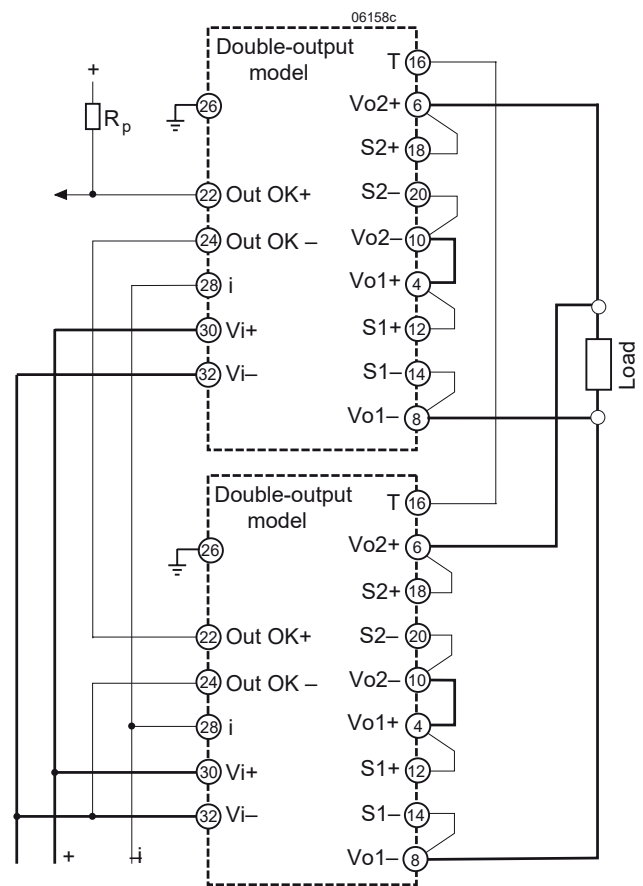 06158c
Double-output
model
T 16
+
Vo2+ 6
26
Rp
S2+ 18
22 Out OK+
S2– 20
24 Out OK –
Vo2– 10
28 i
Vo1+ 4
30 Vi+
S1+ 12
32 Vi–
S1– 14
Load
Vo1– 8
Double-output
model
T 16
26
Vo2+ 6
S2+ 18
22 Out OK+
S2– 20
24 Out OK –
Vo2– 10
28 i
Vo1+ 4
30 Vi+
S1+ 12
32 Vi–
S1– 14
+
–i
Vo1– 8